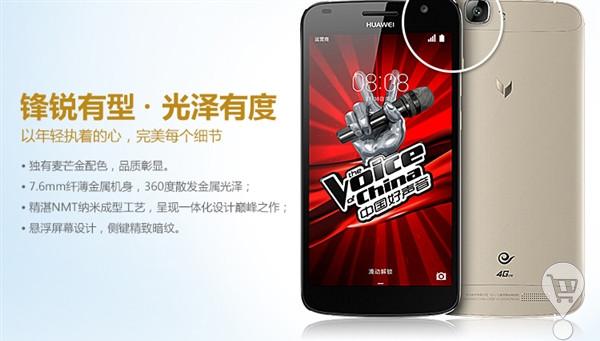 锋锐有型 · 光泽有度
以年轻执着的心，完美每个细节
• 独有麦芒金配色，品质彰显。
• 7.6mm纤薄金属机身，360度散发金属光泽；
• 精湛NMT纳米成型工艺，呈现一体化设计巅峰之作；
• 悬浮屏幕设计，侧键精致暗纹。
HUAWEI
运营商
08:08
the
Voice
of China
中国好声音
滑动解锁
4G LTE